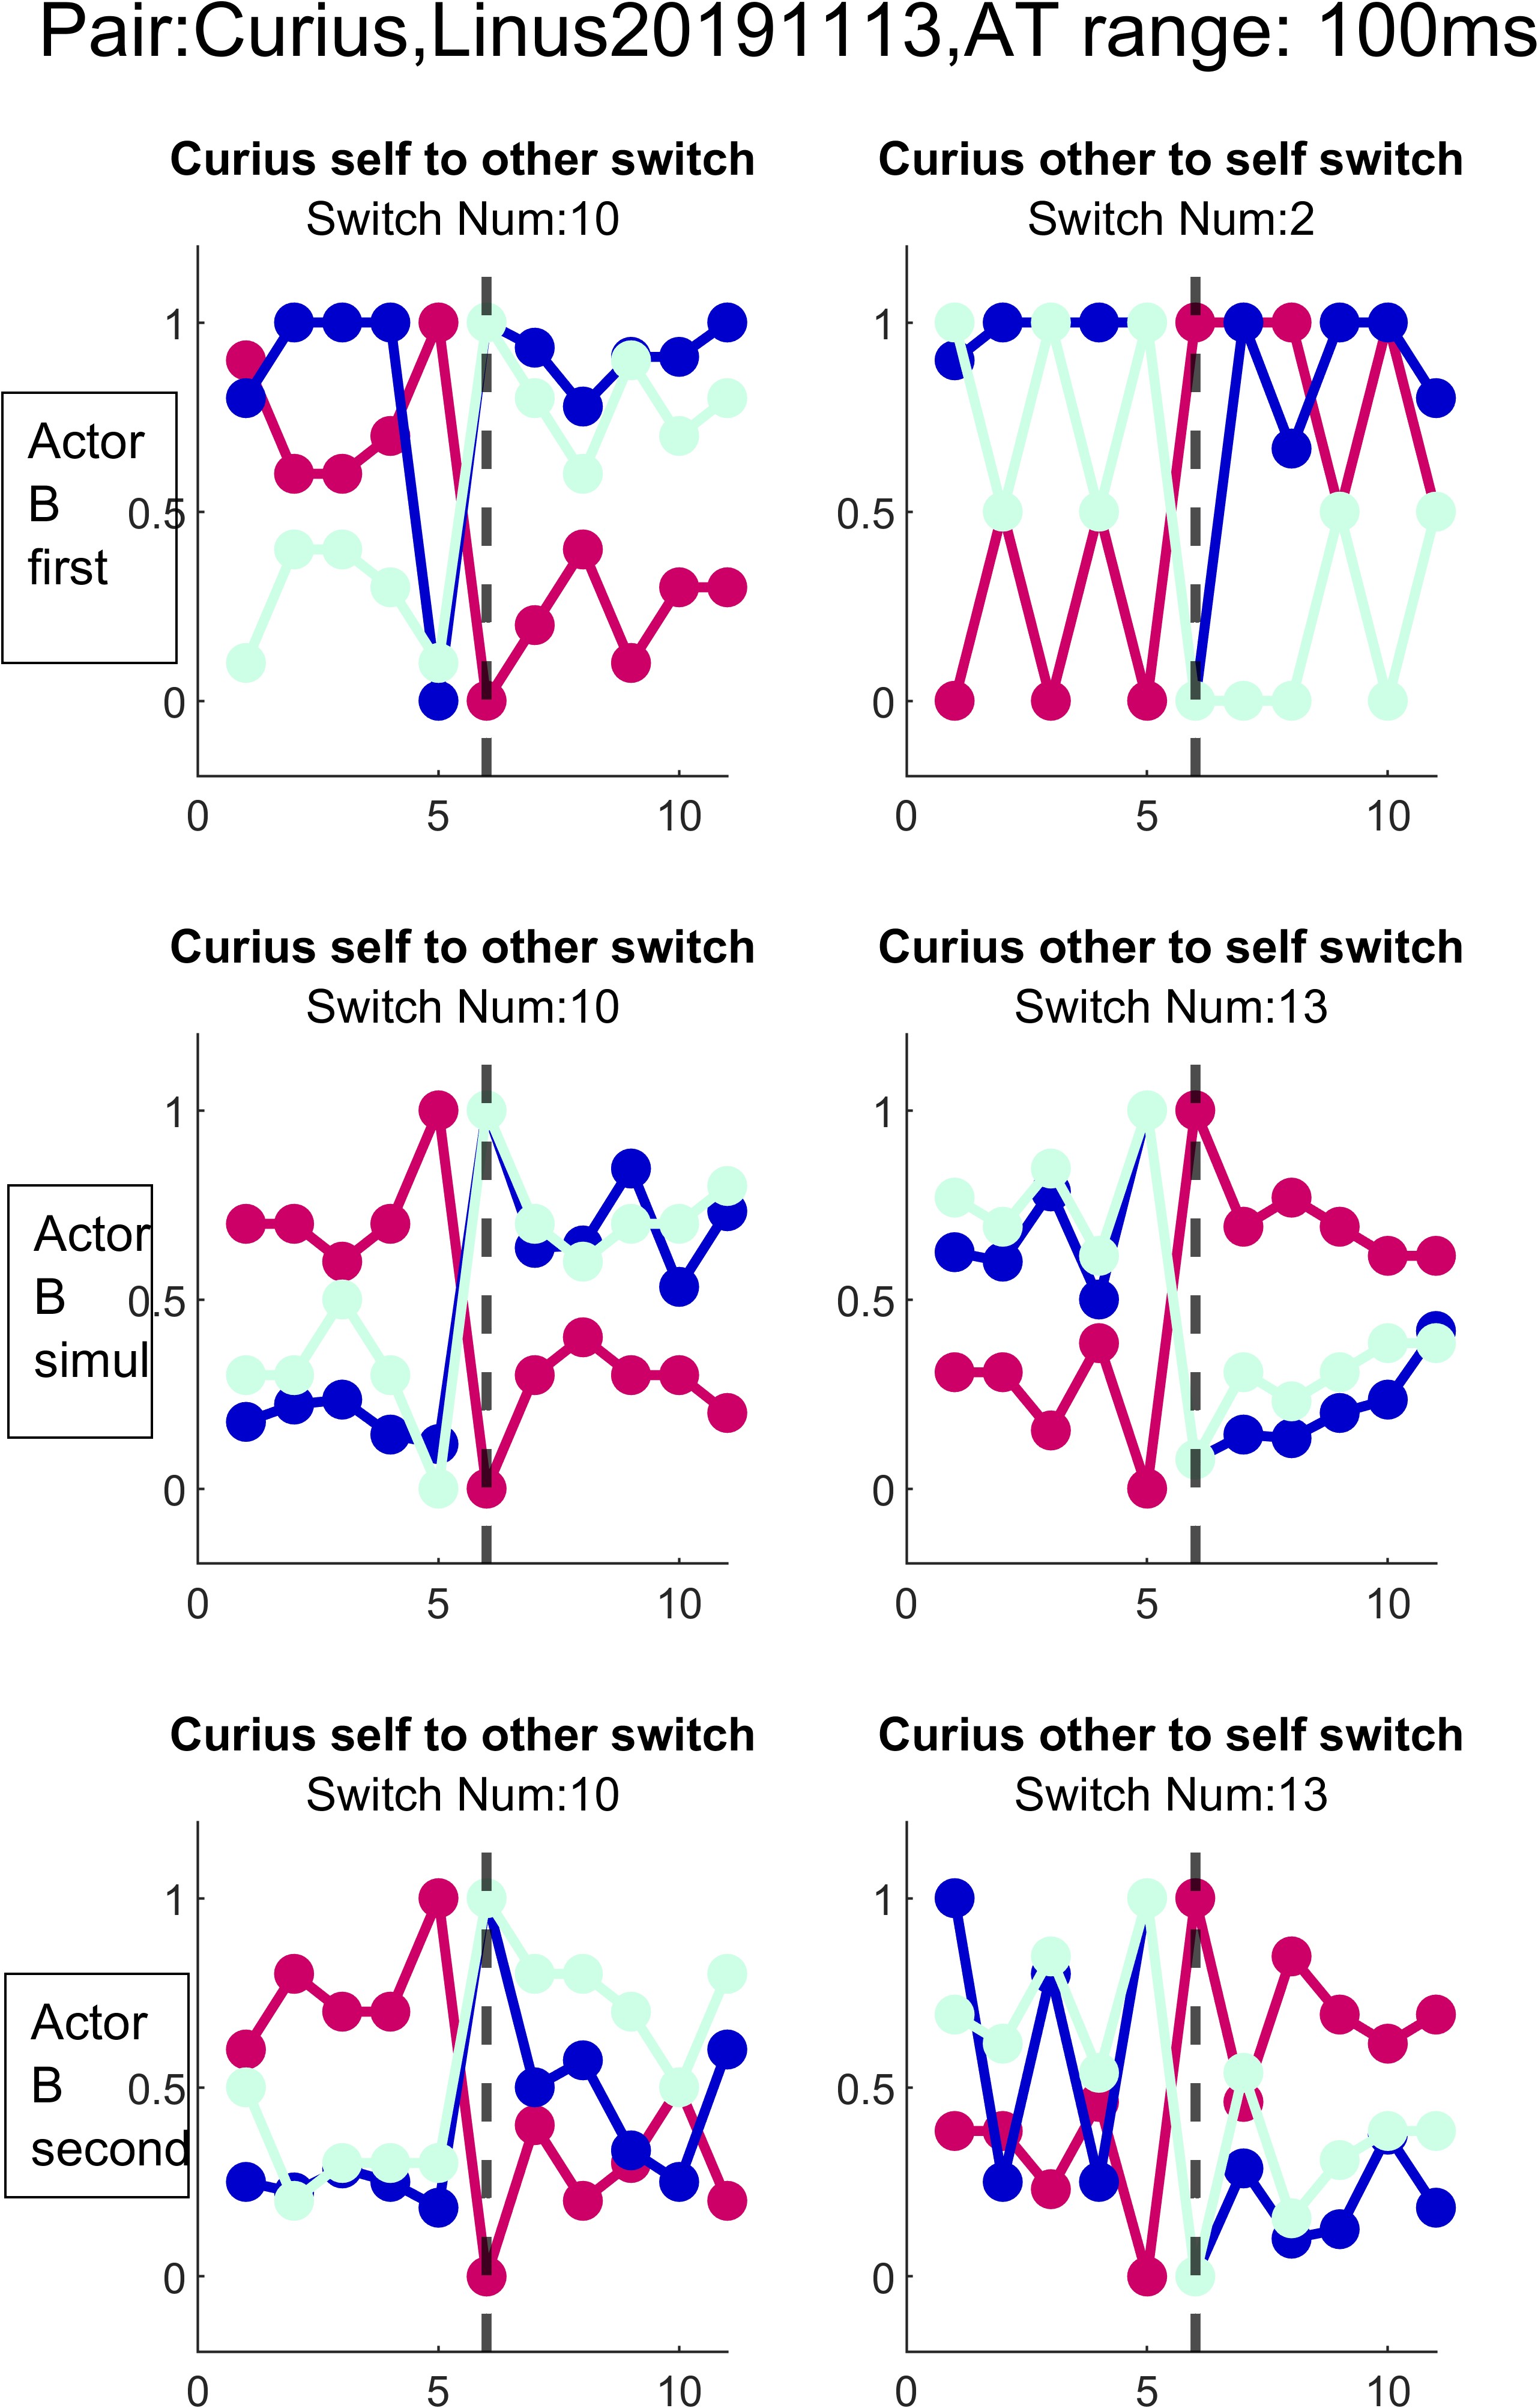 Pair:Curius,Linus20191113,AT range: 100ms
Curius self to other switch
Switch Num:10
Curius other to self switch
Switch Num:2
Actor
B
first
1
0.5
0
0
5
10
1
0.5
0
0
5
10
Curius self to other switch
Switch Num:10
Curius other to self switch
Switch Num:13
Actor
B
simul
1
0.5
0
0
5
10
1
0.5
0
0
5
10
Curius self to other switch
Switch Num:10
Curius other to self switch
Switch Num:13
Actor
B
second
1
0.5
0
0
5
10
1
0.5
0
0
5
10